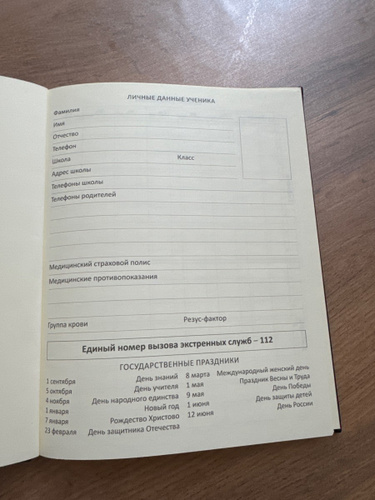 ЛИЧНЫЕ ДАННЫЕ УЧЕНИКА
Фамилия
Имя
Отчество
Телефон
Школа Класс
Адрес школы
Телефоны школы
Телефоны родителей
Медицинский страховой полис
Медицинские противопоказания
Группа крови Резус-фактор
Единый номер вызова экстренных служб – 112
ГОСУДАРСТВЕННЫЕ ПРАЗДНИКИ
1 сентября День знаний 8 марта Международный женский день
5 октября День учителя 1 мая Праздник Весны и Труда
4 ноября День народного единства 9 мая День Победы
1 января Новый год 1 июня День защиты детей
7 января Рождество Христово 12 июня День России
23 февраля День защитника Отечества